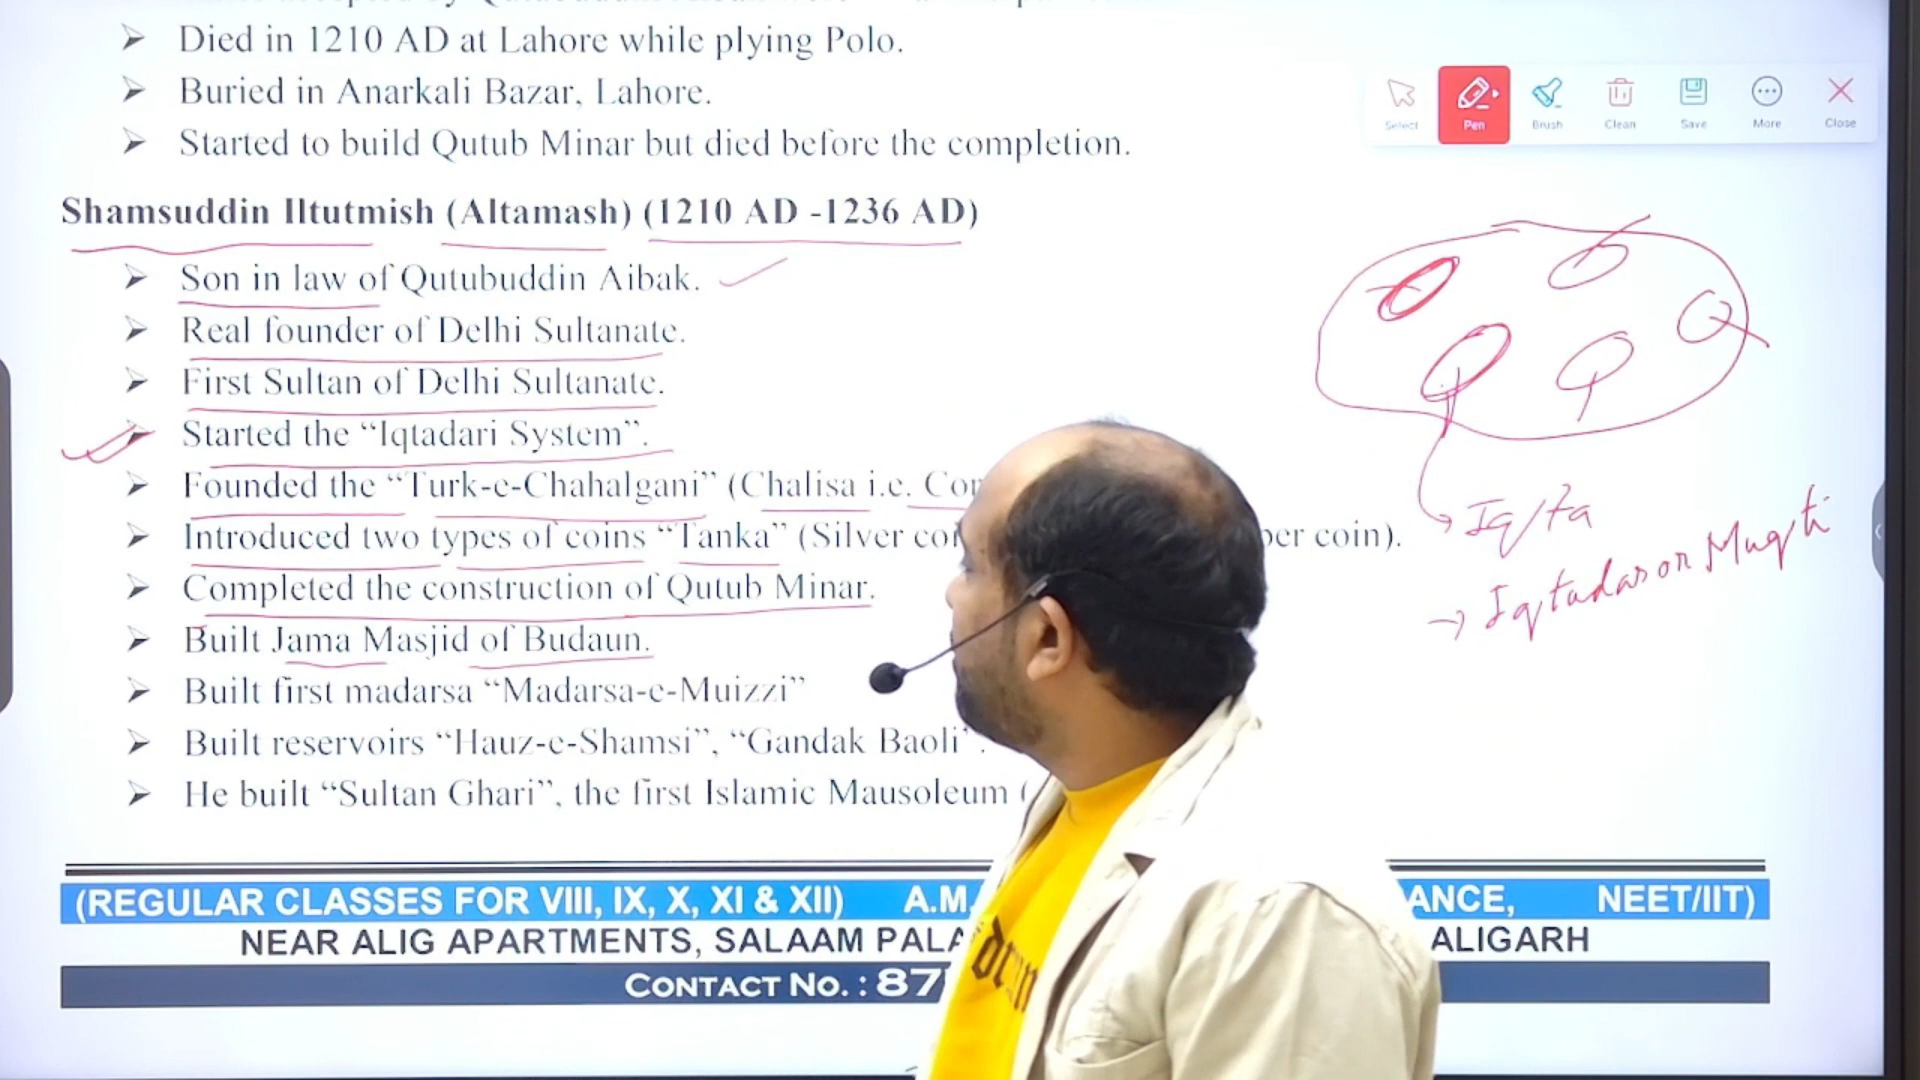 Died in 1210 AD at Lahore while plying Polo.
Buried in Anarkali Bazar, Lahore.
Started to build Qutub Minar but died before the completion.
Select Pen Brush Clean Save More Close
Shamsuddin Iltutmish (Altamash) (1210 AD -1236 AD)
Son in law of Qutubuddin Aibak.
Real founder of Delhi Sultanate.
First Sultan of Delhi Sultanate.
Started the “Iqtadari System”.
Founded the “Turk-e-Chahalgani” (Chalisa i.e.
Introduced two types of coins “Tanka” (Silver coin).
Completed the construction of Qutub Minar.
Built Jama Masjid of Budaun.
Built first madarsa “Madarsa-e-Muizzi”
Built reservoirs “Hauz-e-Shamsi”, “Gandak Baoli”.
He built “Sultan Ghari”, the first Islamic Mausoleum (
Iqta
→ Iqtadar or Muqti
(REGULAR CLASSES FOR VIII, IX, X, XI & XII) A.M. NEET/IIT)
NEAR ALIG APARTMENTS, SALAAM ALIGARH
CONTACT NO. : 87